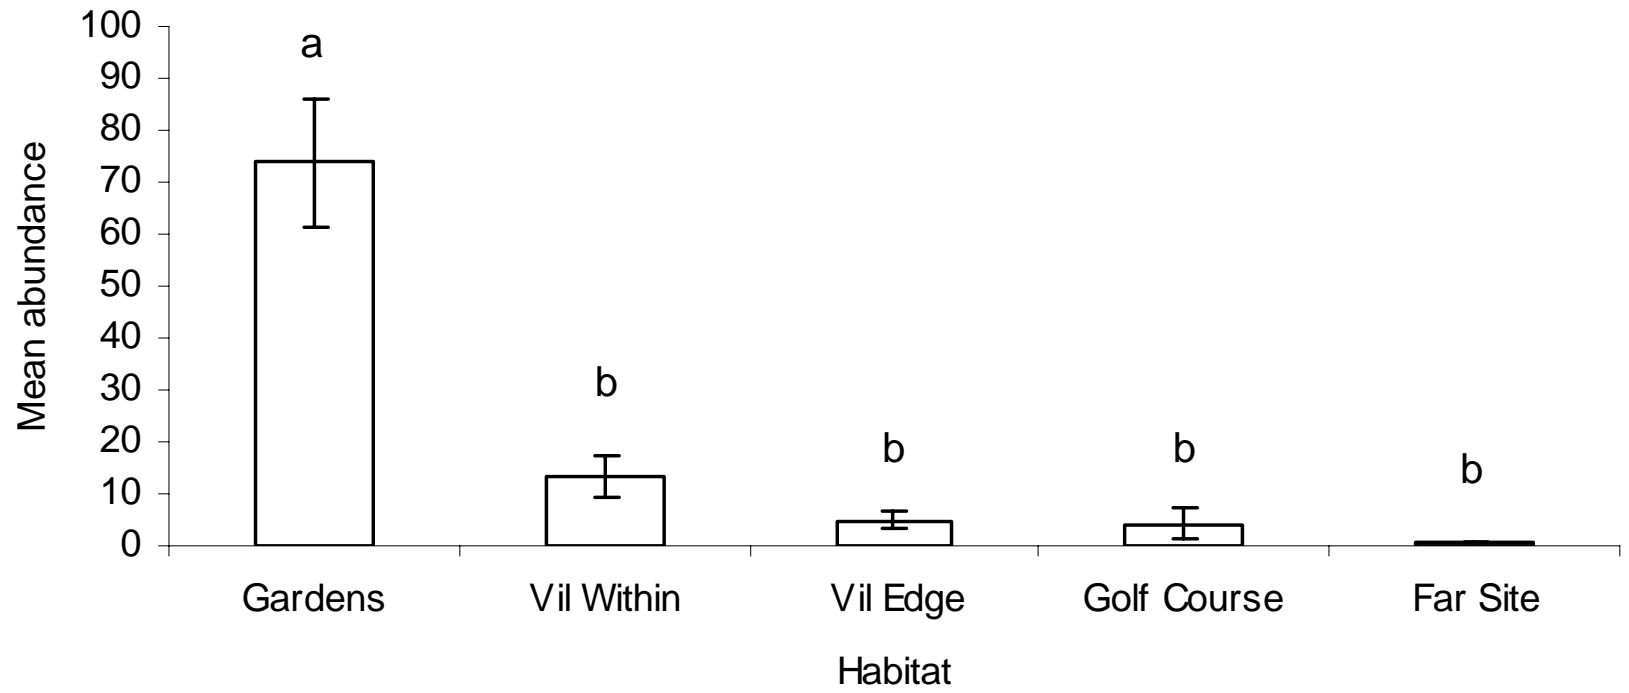 100
90
80
70
60
50
40
30
20
10
0
Mean abundance
a
b
b
b
b
Gardens Vil Within Vil Edge Golf Course Far Site
Habitat